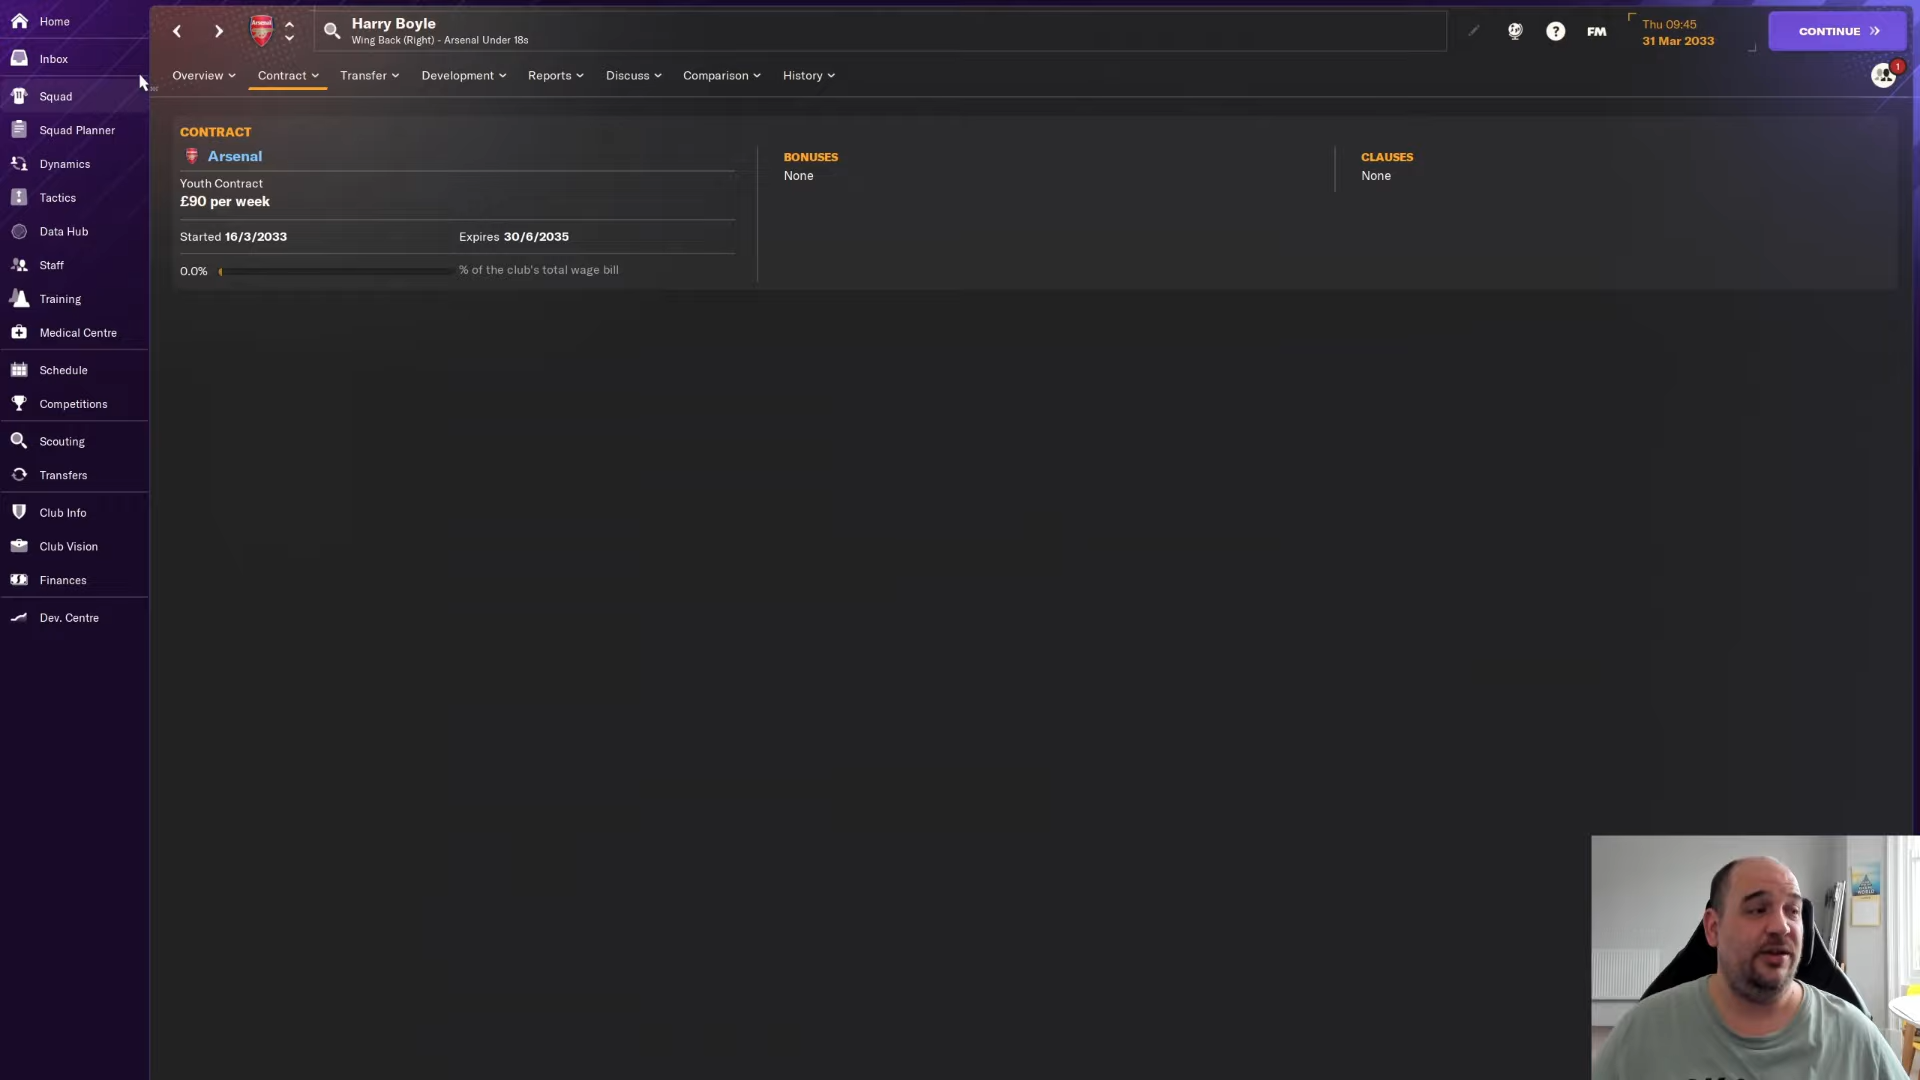 Home
Inbox
Squad
Squad Planner
Dynamics
Tactics
Data Hub
Staff
Training
Medical Centre
Schedule
Competitions
Scouting
Transfers
Club Info
Club Vision
Finances
Dev. Centre
Harry Boyle
Wing Back (Right) - Arsenal Under 18s
FM
Thu 09:45
31 Mar 2033
CONTINUE
Overview
Contract
Transfer
Development
Reports
Discuss
Comparison
History
1
CONTRACT
Arsenal
Youth Contract
£90 per week
Started 16/3/2033
Expires 30/6/2035
0.0%
% of the club's total wage bill
BONUSES
None
CLAUSES
None